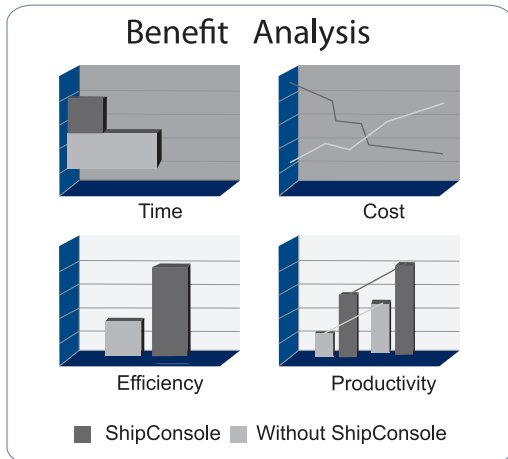 Benefit Analysis
Time
Cost
Efficiency
Productivity
ShipConsole
Without ShipConsole